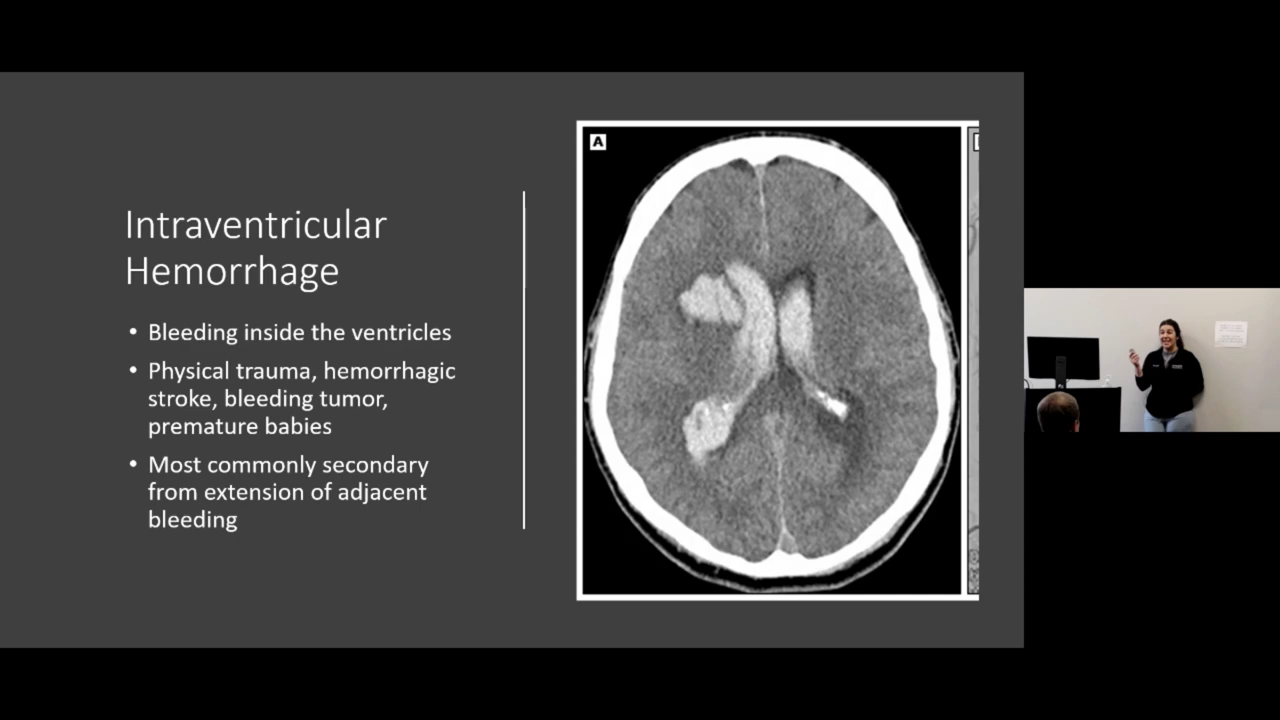 Intraventricular
Hemorrhage
• Bleeding inside the ventricles
• Physical trauma, hemorrhagic
stroke, bleeding tumor,
premature babies
• Most commonly secondary
from extension of adjacent
bleeding
A